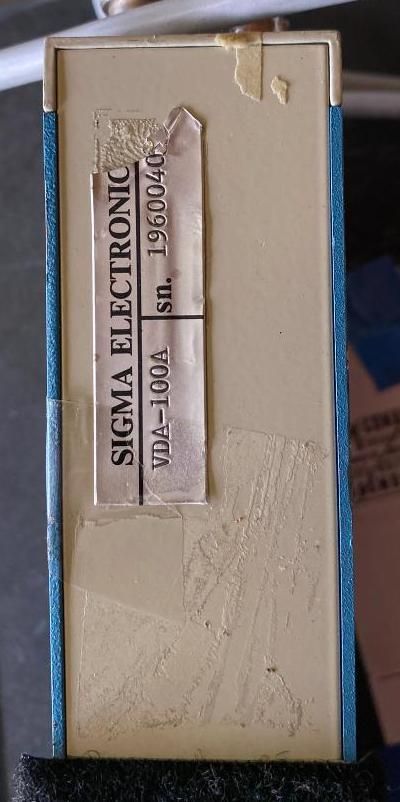 SIGMA ELECTRONIC
VDA-100A sn. 1960040